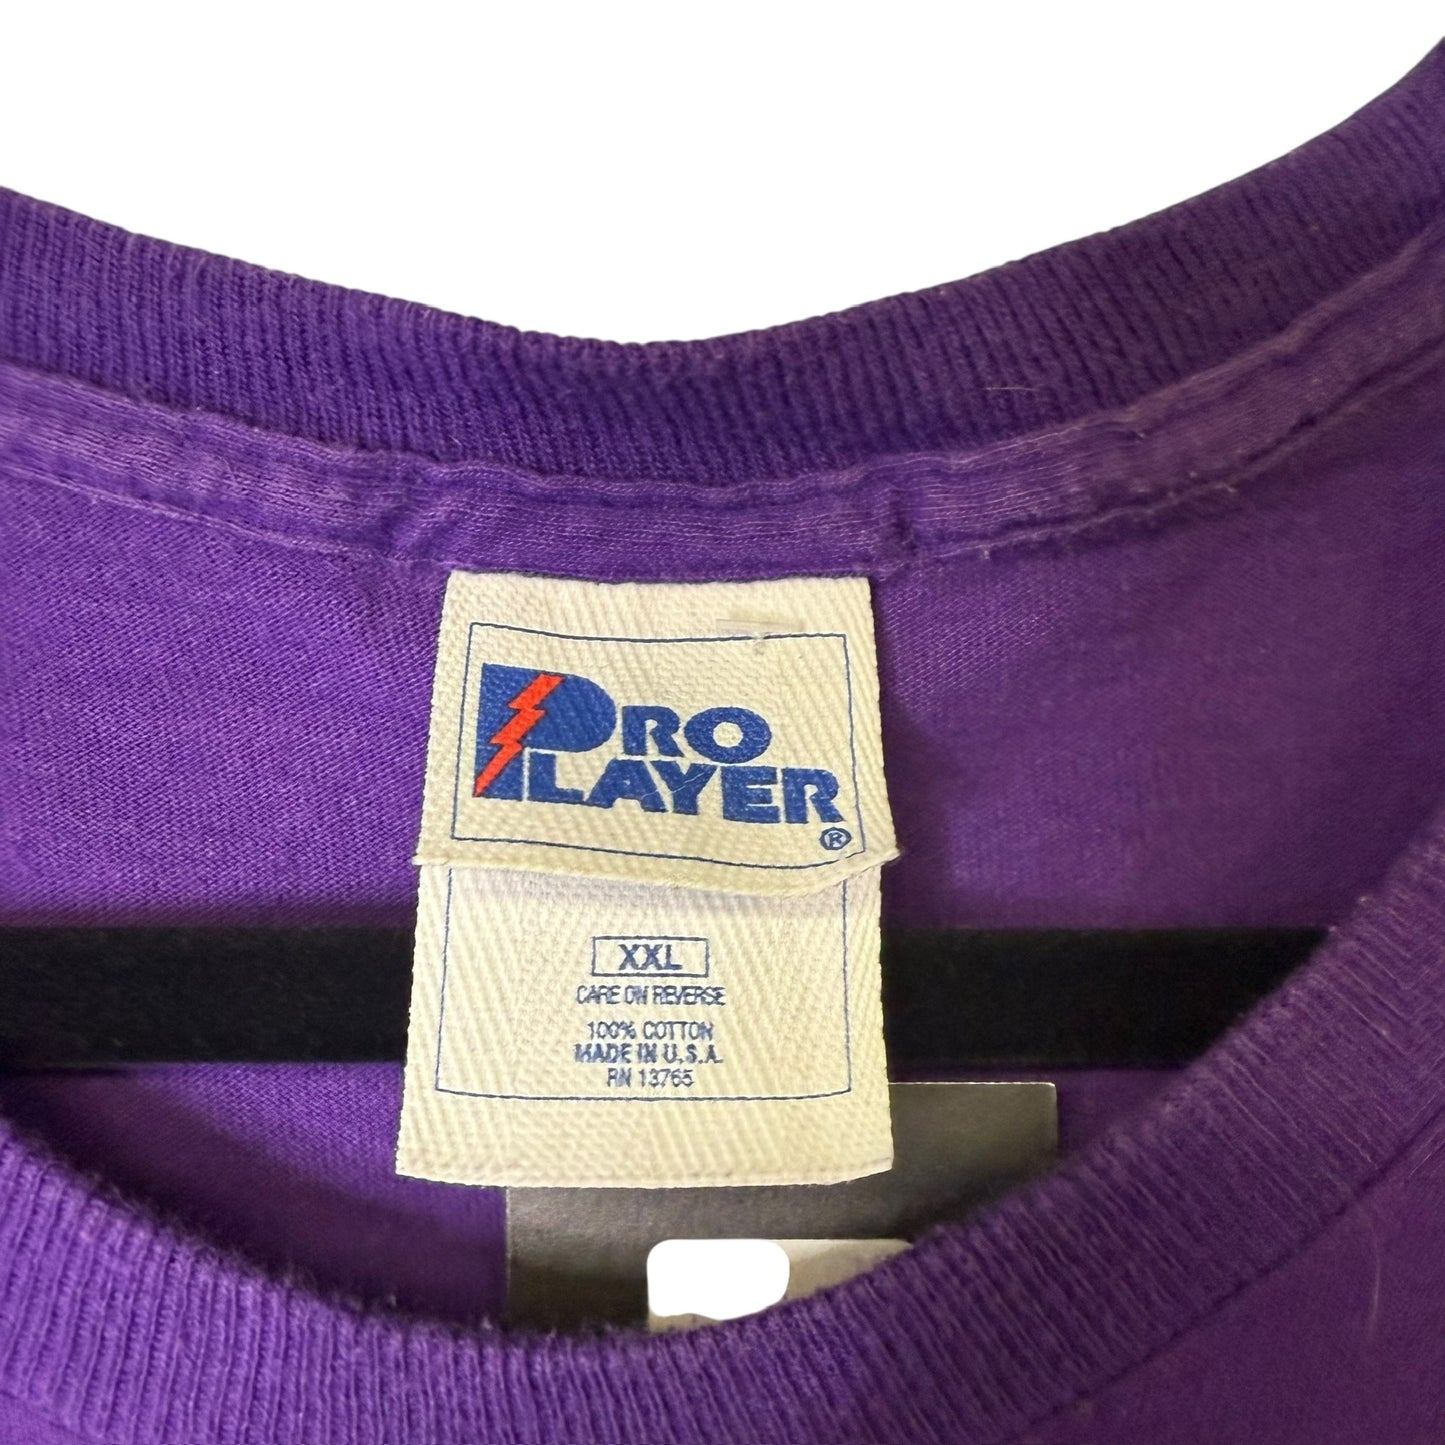 PRO
PLAYER
®
XXL
CARE ON REVERSE
100% COTTON
MADE IN U.S.A.
RN 13765